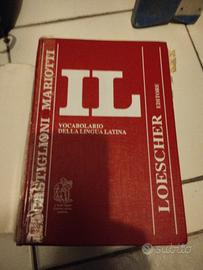 CASTIGLIONI MARIOTTI
IL
VOCABOLARIO
DELLA LINGUA LATINA
LOESCHER
EDITORE
subito